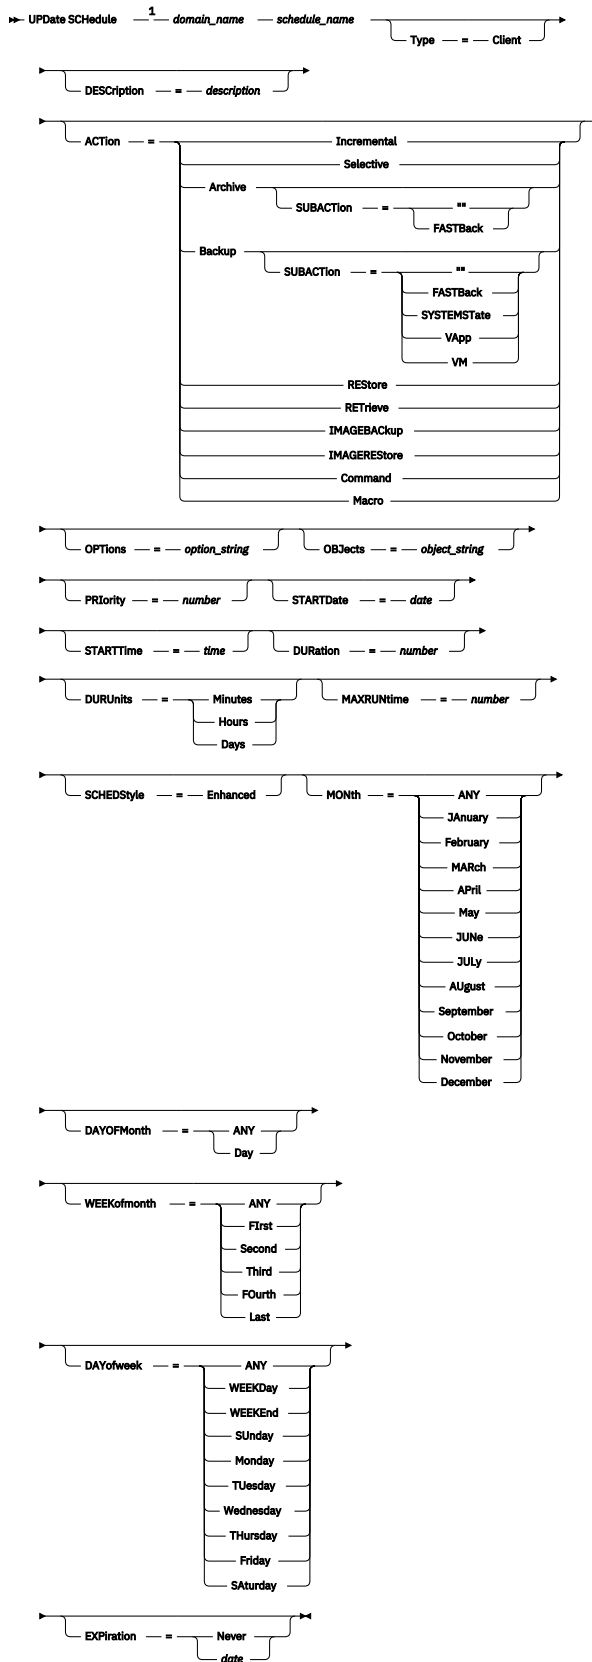 1
UPDate SCHedule domain_name schedule_name
Type = Client
DESCription = description
ACTion = Incremental
Selective
Archive
SUBACTion = ""
FASTBack
Backup
SUBACTion = ""
FASTBack
SYSTEMSTate
VApp
VM
REStore
RETrieve
IMAGEBACkup
IMAGEREStore
Command
Macro
OPTions = option_string OBJects = object_string
PRIority = number STARTDate = date
STARTTime = time DURation = number
DURUnits = Minutes MAXRUNtime = number
Hours
Days
SCHEDStyle = Enhanced MONth = ANY
JAnuary
February
MARch
APril
May
JUNe
JULy
AUgust
September
October
November
December
DAYOFMonth = ANY
Day
WEEKofmonth = ANY
FIrst
Second
Third
FOurth
Last
DAYofweek = ANY
WEEKDay
WEEKEnd
SUnday
Monday
TUesday
Wednesday
THursday
Friday
SAturday
EXPiration = Never
date